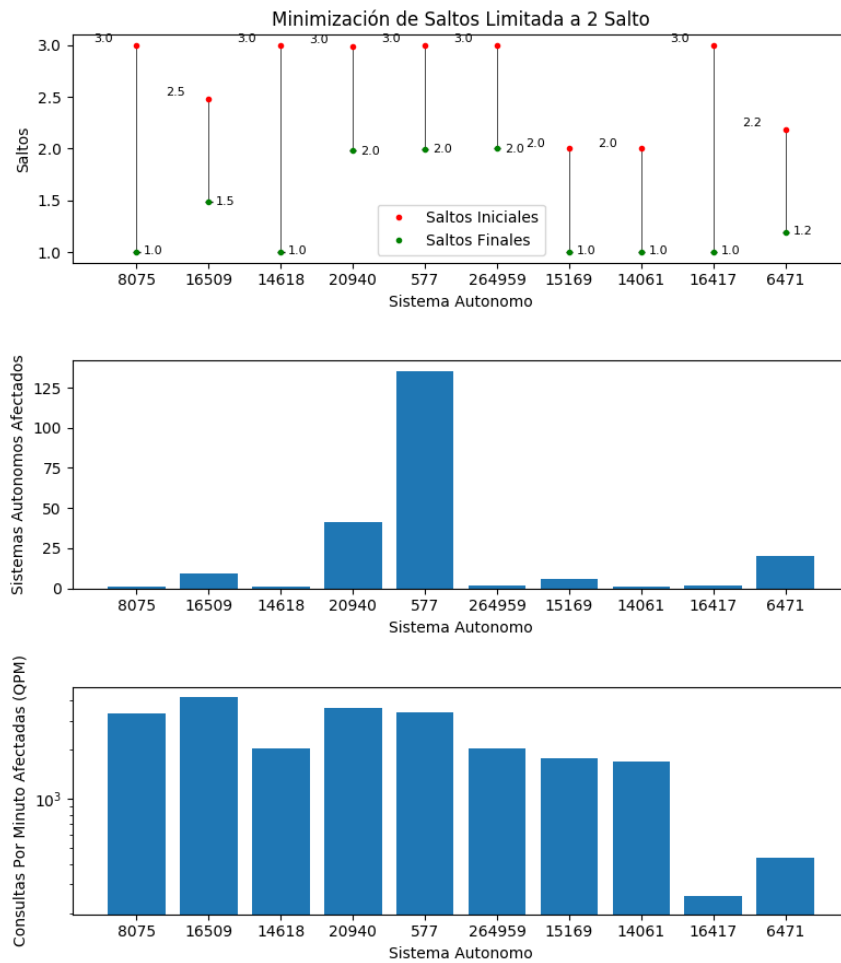 Minimización de Saltos Limitada a 2 Salto
Saltos
3.0
2.5
2.0
1.5
1.0
3.0 2.5 3.0 3.0 3.0 3.0 2.0 2.0 3.0 2.2
1.0 1.5 1.0 2.0 2.0 2.0 1.0 1.0 1.0 1.2
Saltos Iniciales
Saltos Finales
8075 16509 14618 20940 577 264959 15169 14061 16417 6471
Sistema Autonomo
Sistemas Autonomos Afectados
125
100
75
50
25
0
8075 16509 14618 20940 577 264959 15169 14061 16417 6471
Sistema Autonomo
Consultas Por Minuto Afectadas (QPM)
10³
8075 16509 14618 20940 577 264959 15169 14061 16417 6471
Sistema Autonomo